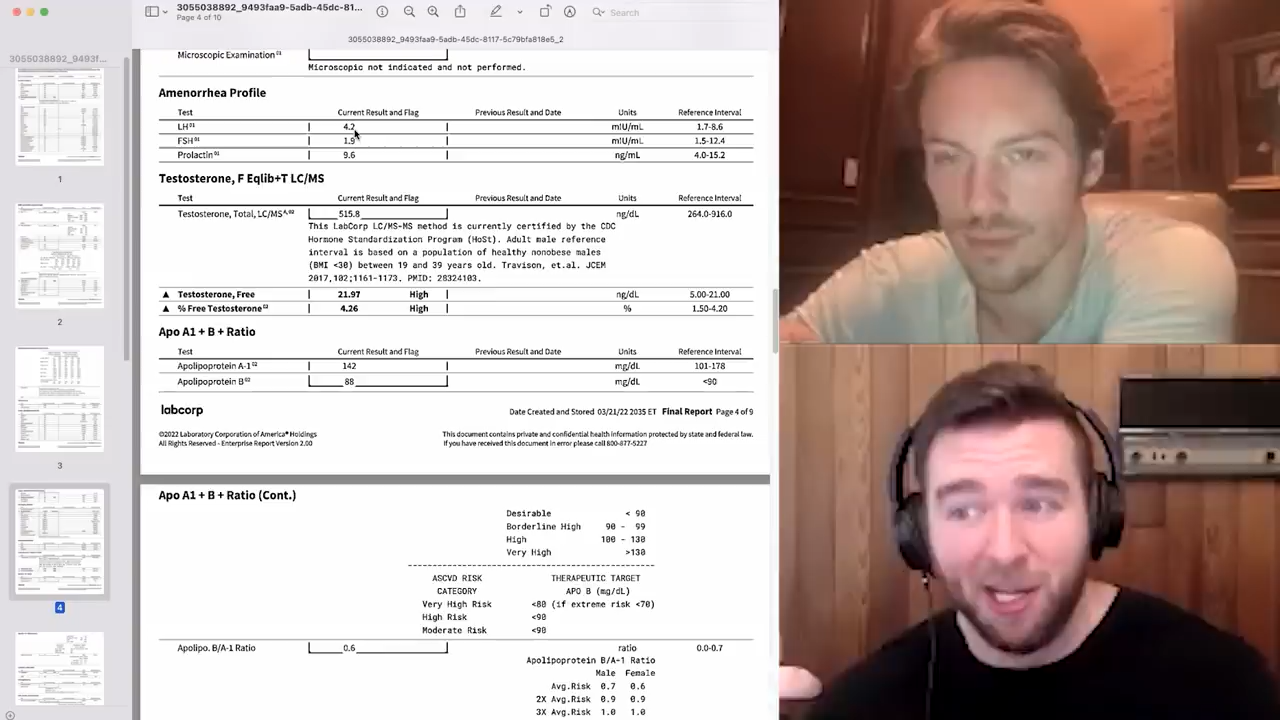 3055038892_9493faa9-5adb-45dc-81...
Page 4 of 10
Search
3055038892_9493f...
3055038892_9493faa9-5adb-45dc-8117-5c79bfa818e5_2
Microscopic Examination 01
Microscopic not indicated and not performed.
Amenorrhea Profile
Test Current Result and Flag Previous Result and Date Units Reference Interval
LH 01 4.2 mIU/mL 1.7-8.6
FSH 01 1.9 mIU/mL 1.5-12.4
Prolactin 01 9.6 ng/mL 4.0-15.2
Testosterone, F Eqlib+T LC/MS
Test Current Result and Flag Previous Result and Date Units Reference Interval
Testosterone, Total, LC/MS A, 02 515.8 ng/dL 264.0-916.0
This LabCorp LC/MS-MS method is currently certified by the CDC
Hormone Standardization Program (HoSt). Adult male reference
interval is based on a population of healthy nonobese males
(BMI <30) between 19 and 39 years old. Travison, et.al. JCEM
2017,102;1161-1173. PMID: 28324103.
▲ Testosterone, Free 21.97 High ng/dL 5.00-21.00
▲ % Free Testosterone 02 4.26 High % 1.50-4.20
Apo A1 + B + Ratio
Test Current Result and Flag Previous Result and Date Units Reference Interval
Apolipoprotein A-1 02 142 mg/dL 101-178
Apolipoprotein B 02 88 mg/dL <90
labcorp
Date Created and Stored 03/21/22 2035 ET Final Report Page 4 of 9
©2022 Laboratory Corporation of America® Holdings
All Rights Reserved - Enterprise Report Version 2.00
This document contains private and confidential health information protected by state and federal law.
If you have received this document in error please call 800-877-5227
Apo A1 + B + Ratio (Cont.)
Desirable < 90
Borderline High 90 - 99
High 100 - 130
Very High >130
ASCVD RISK THERAPEUTIC TARGET
CATEGORY APO B (mg/dL)
Very High Risk <80 (if extreme risk <70)
High Risk <90
Moderate Risk <90
Apolipo. B/A-1 Ratio 0.6 ratio 0.0-0.7
Apolipoprotein B/A-1 Ratio
Male Female
Avg.Risk 0.7 0.6
2X Avg.Risk 0.9 0.9
3X Avg.Risk 1.0 1.0
1
2
3
4